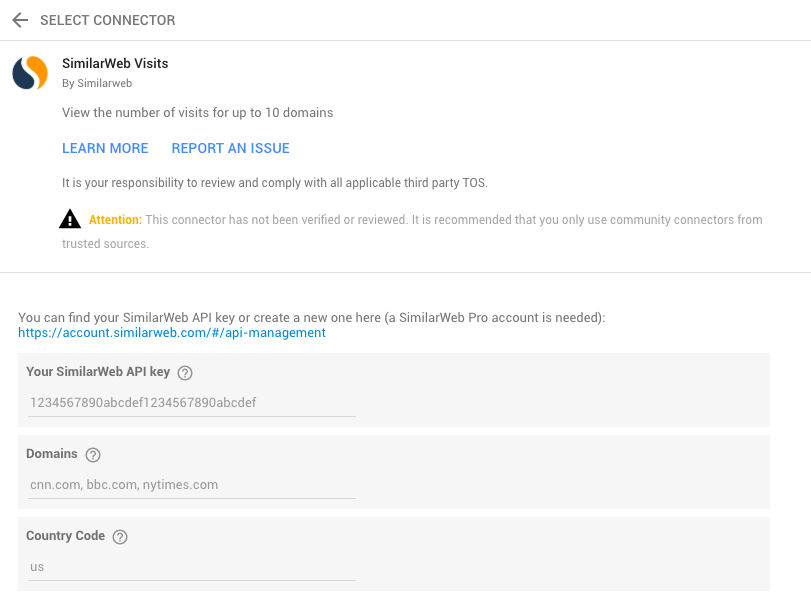 SELECT CONNECTOR
SimilarWeb Visits
By Similarweb
View the number of visits for up to 10 domains
LEARN MORE REPORT AN ISSUE
It is your responsibility to review and comply with all applicable third party TOS.
Attention: This connector has not been verified or reviewed. It is recommended that you only use community connectors from
trusted sources.
You can find your SimilarWeb API key or create a new one here (a SimilarWeb Pro account is needed):
https://account.similarweb.com/#/api-management
Your SimilarWeb API key ?
1234567890abcdef1234567890abcdef
Domains ?
cnn.com, bbc.com, nytimes.com
Country Code ?
us